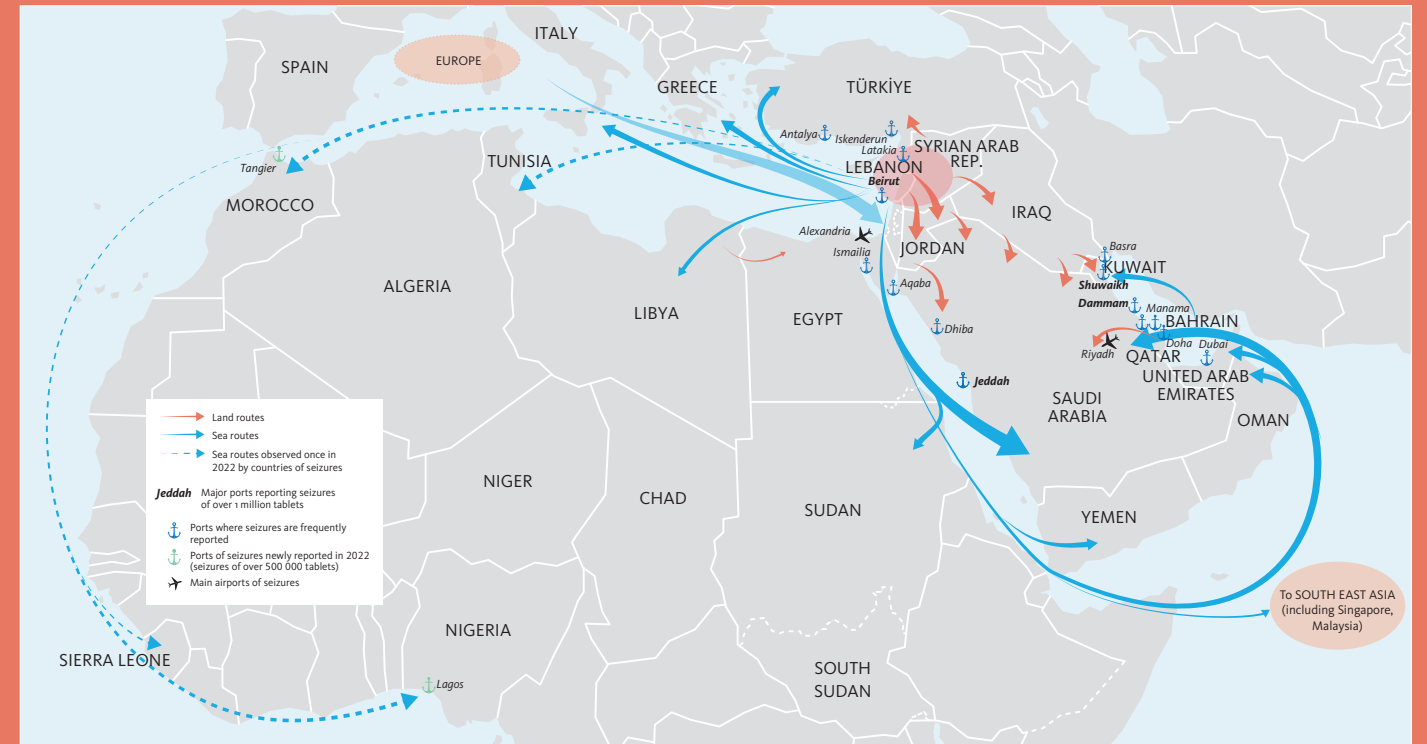 ITALY
SPAIN
EUROPE
GREECE
TÜRKİYE
Antalya
Iskenderun
Latakia
SYRIAN ARAB
REP.
LEBANON
Beirut
TUNISIA
Tangier
MOROCCO
IRAQ
Alexandria
Ismailia
JORDAN
Basra
KUWAIT
Shuwaikh
Aqaba
ALGERIA
LIBYA
EGYPT
Dammam
Manama
BAHRAIN
Dhiba
Doha
Dubai
Riyadh
QATAR
UNITED ARAB
EMIRATES
Jeddah
SAUDI
ARABIA
OMAN
Land routes
Sea routes
Sea routes observed once in
2022 by countries of seizures
Jeddah Major ports reporting seizures
of over 1 million tablets
Ports where seizures are frequently
reported
Ports of seizures newly reported in 2022
(seizures of over 500 000 tablets)
Main airports of seizures
NIGER
CHAD
SUDAN
YEMEN
To SOUTH EAST ASIA
(including Singapore,
Malaysia)
NIGERIA
SIERRA LEONE
Lagos
SOUTH
SUDAN